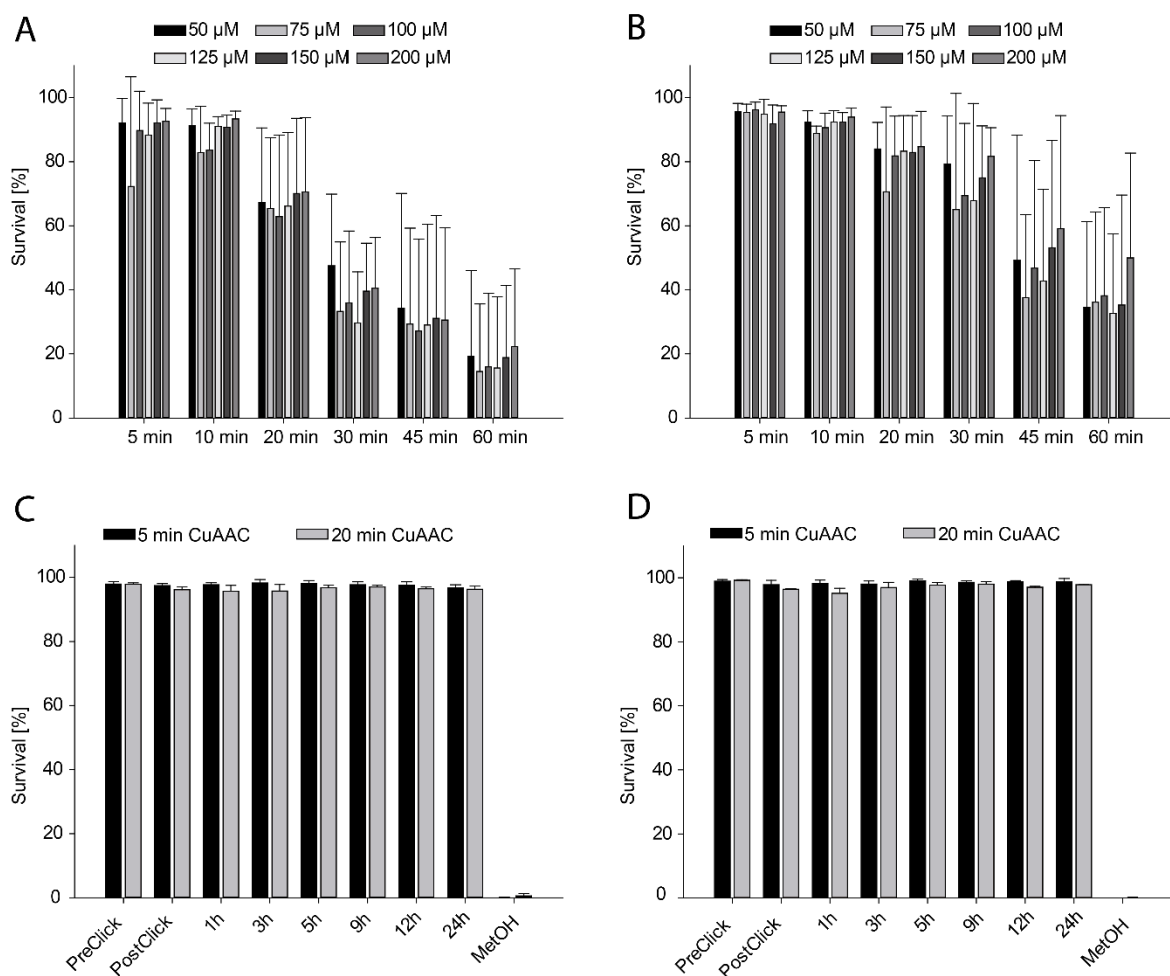 A
50 µM 75 µM 100 µM
125 µM 150 µM 200 µM
Survival [%]
100
80
60
40
20
0
5 min 10 min 20 min 30 min 45 min 60 min
B
50 µM 75 µM 100 µM
125 µM 150 µM 200 µM
Survival [%]
100
80
60
40
20
0
5 min 10 min 20 min 30 min 45 min 60 min
C
5 min CuAAC 20 min CuAAC
Survival [%]
100
80
60
40
20
0
PreClick PostClick 1h 3h 5h 9h 12h 24h MetOH
D
5 min CuAAC 20 min CuAAC
Survival [%]
100
80
60
40
20
0
PreClick PostClick 1h 3h 5h 9h 12h 24h MetOH